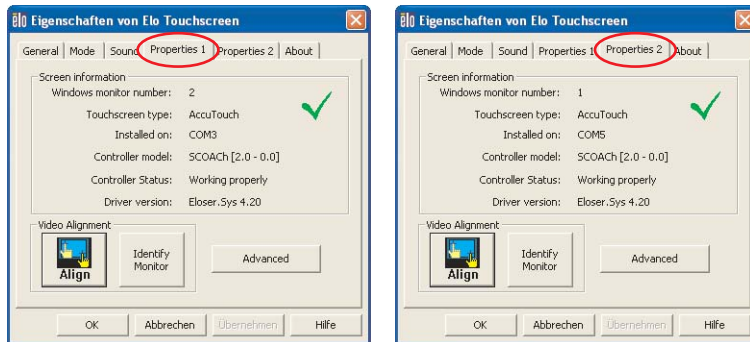 elo Eigenschaften von Elo Touchscreen
General Mode Sound Properties 1 Properties 2 About
Screen information
Windows monitor number: 2
Touchscreen type: AccuTouch
Installed on: COM3
Controller model: SCOACh [2.0 - 0.0]
Controller Status: Working properly
Driver version: Eloser.Sys 4.20
Video Alignment
Align
Identify
Monitor
Advanced
OK Abbrechen Übernehmen Hilfe
elo Eigenschaften von Elo Touchscreen
General Mode Sound Properties 1 Properties 2 About
Screen information
Windows monitor number: 1
Touchscreen type: AccuTouch
Installed on: COM5
Controller model: SCOACh [2.0 - 0.0]
Controller Status: Working properly
Driver version: Eloser.Sys 4.20
Video Alignment
Align
Identify
Monitor
Advanced
OK Abbrechen Übernehmen Hilfe